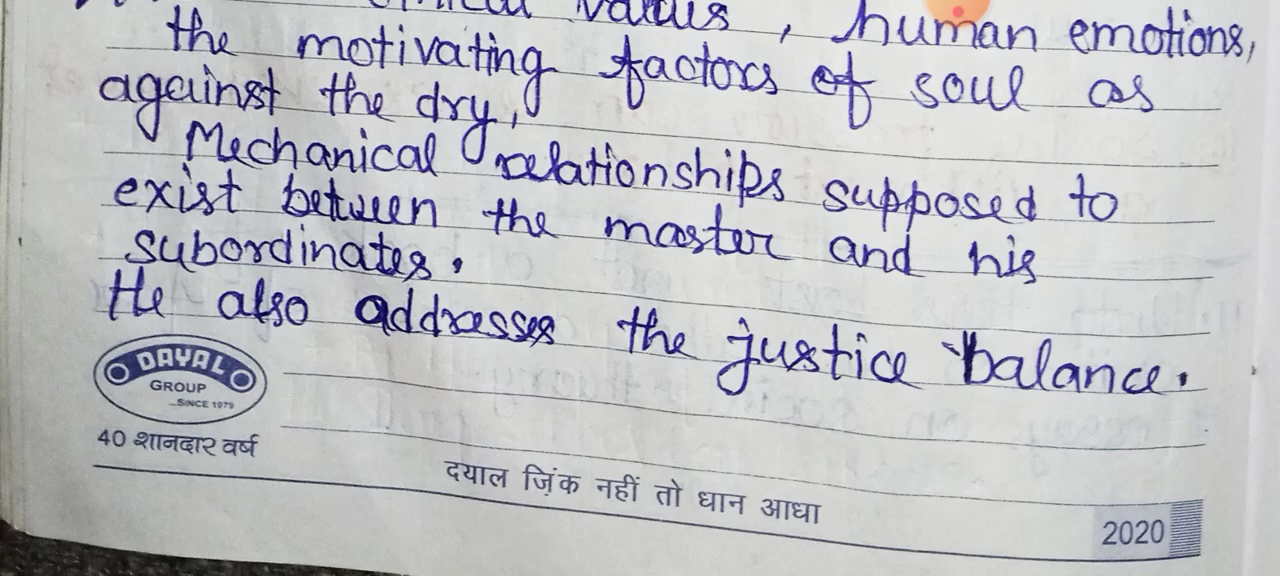 values, human emotions,
the motivating factors of soul as
against the dry,
Mechanical relationships supposed to
exist between the master and his
subordinates.
He also addresses the justice balance.
DAYAL
GROUP
...SINCE 1979
40 शानदार वर्ष
दयाल ज़िंक नहीं तो धान आधा
2020